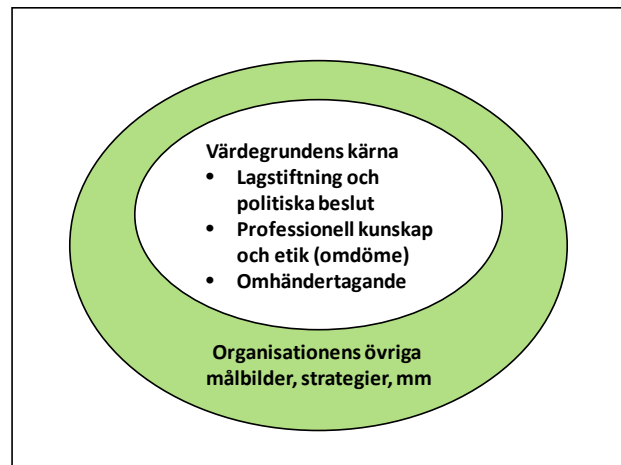 Värdegrundens kärna
• Lagstiftning och
politiska beslut
• Professionell kunskap
och etik (omdöme)
• Omhändertagande
Organisationens övriga
målbilder, strategier, mm